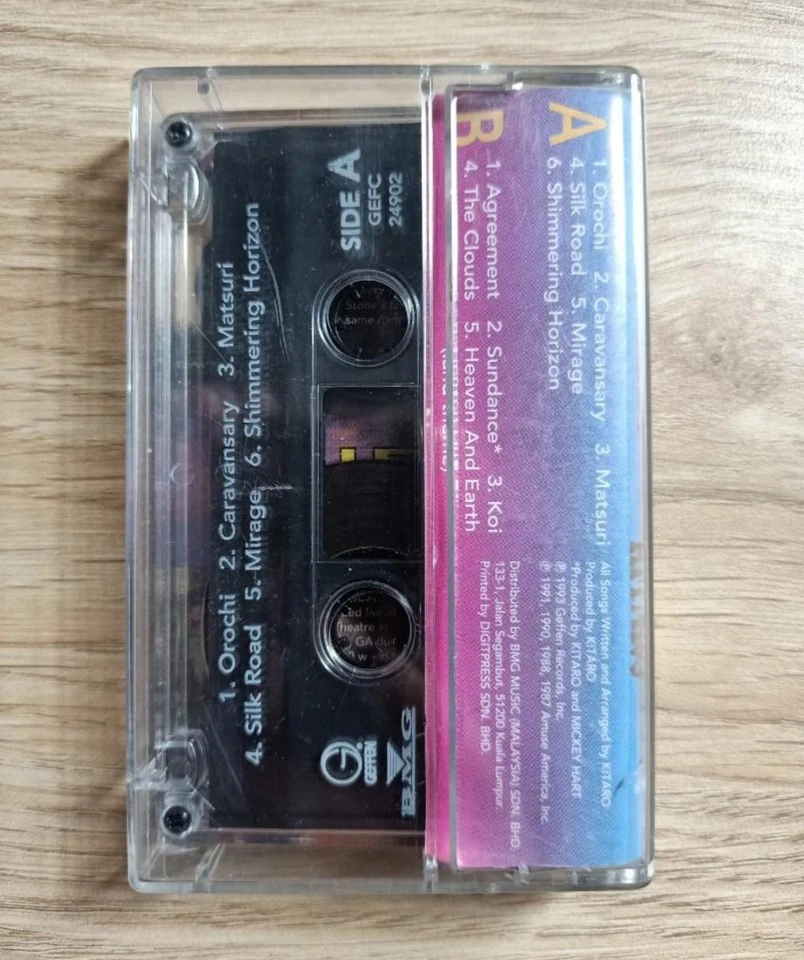 SIDE A
GEFC
24902
1. Orochi 2. Caravansary 3. Matsuri
4. Silk Road 5. Mirage 6. Shimmering Horizon
GEFFEN
BMG
A
1. Orochi 2. Caravansary 3. Matsuri
4. Silk Road 5. Mirage
6. Shimmering Horizon
B
1. Agreement 2. Sundance* 3. Koi
4. The Clouds 5. Heaven And Earth
(land theme)
All Songs Written and Arranged by KITARO
Produced by KITARO
*Produced by KITARO and MICKEY HART
℗ 1993 Geffen Records, Inc.
℗ 1991, 1990, 1988, 1987 Amuse America, Inc.
Distributed by BMG MUSIC (MALAYSIA) SDN. BHD.
133-1, Jalan Segambut, 51200 Kuala Lumpur.
Printed by DIGITPRESS SDN. BHD.
same